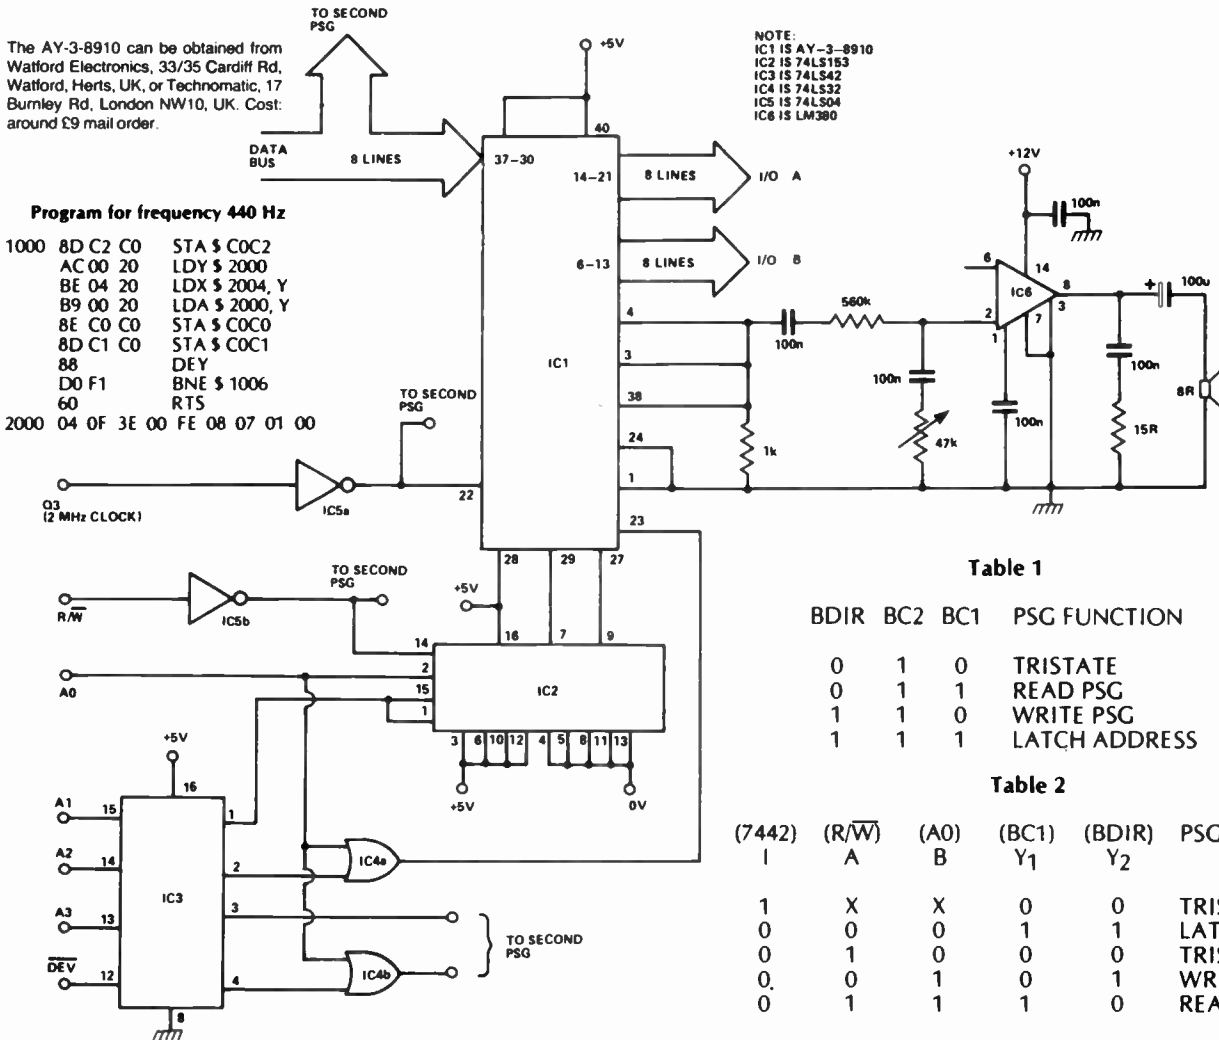 The AY-3-8910 can be obtained from
Watford Electronics, 33/35 Cardiff Rd,
Watford, Herts, UK, or Technomatic, 17
Burnley Rd, London NW10, UK. Cost:
around £9 mail order.
TO SECOND
PSG
DATA
BUS
8 LINES
+5V
40
37–30
14–21
8 LINES
I/O A
6–13
8 LINES
I/O B
4
3
38
24
1
23
22
28
29
27
IC1
NOTE:
IC1 IS AY-3-8910
IC2 IS 74LS153
IC3 IS 74LS42
IC4 IS 74LS32
IC5 IS 74LS04
IC6 IS LM380
+12V
100n
6
14
IC6
8
2
7
3
1
+
100u
100n
560k
100n
47k
100n
100n
15R
8R
1k
Program for frequency 440 Hz
1000 8D C2 C0 STA $ C0C2
AC 00 20 LDY $ 2000
BE 04 20 LDX $ 2004, Y
B9 00 20 LDA $ 2000, Y
8E C0 C0 STA $ C0C0
8D C1 C0 STA $ C0C1
88 DEY
D0 F1 BNE $ 1006
60 RTS
2000 04 0F 3E 00 FE 08 07 01 00
TO SECOND
PSG
Q3
(2 MHz CLOCK)
IC5a
R/W̅
IC5b
TO SECOND
PSG
+5V
16
7
9
14
2
15
1
IC2
3
6
10
12
4
5
8
11
13
+5V
0V
A0
+5V
16
A1
15
A2
14
A3
13
D̅E̅V̅
12
IC3
1
2
3
4
8
IC4a
IC4b
TO SECOND
PSG
Table 1
BDIR BC2 BC1 PSG FUNCTION
0 1 0 TRISTATE
0 1 1 READ PSG
1 1 0 WRITE PSG
1 1 1 LATCH ADDRESS
Table 2
(7442) (R/W̅) (A0) (BC1) (BDIR) PSG
I A B Y1 Y2
1 X X 0 0 TRIS
0 0 0 1 1 LAT
0 1 0 0 0 TRIS
0 0 1 0 1 WR
0 1 1 1 0 REA